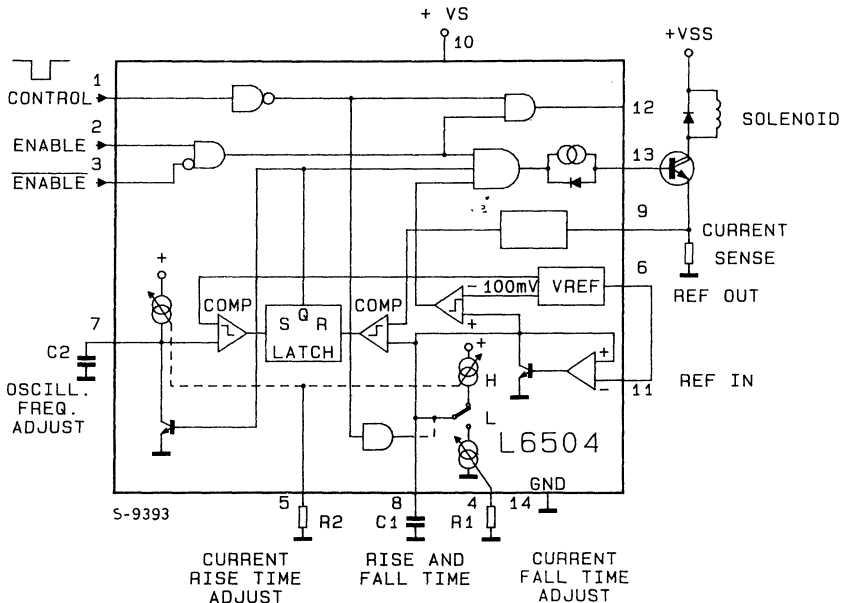 + VS
10
+VSS
1
CONTROL
12
SOLENOID
2
ENABLE
3
ENABLE
13
9
CURRENT
SENSE
+
COMP
COMP
- 100mV
VREF
6
REF OUT
7
S Q R
LATCH
+
C2
+
H
+
-
11
REF IN
OSCILL.
FREQ.
ADJUST
L
L6504
GND
S-9393
5
R2
8
C1
4
R1
14
CURRENT
RISE TIME
ADJUST
RISE AND
FALL TIME
CURRENT
FALL TIME
ADJUST